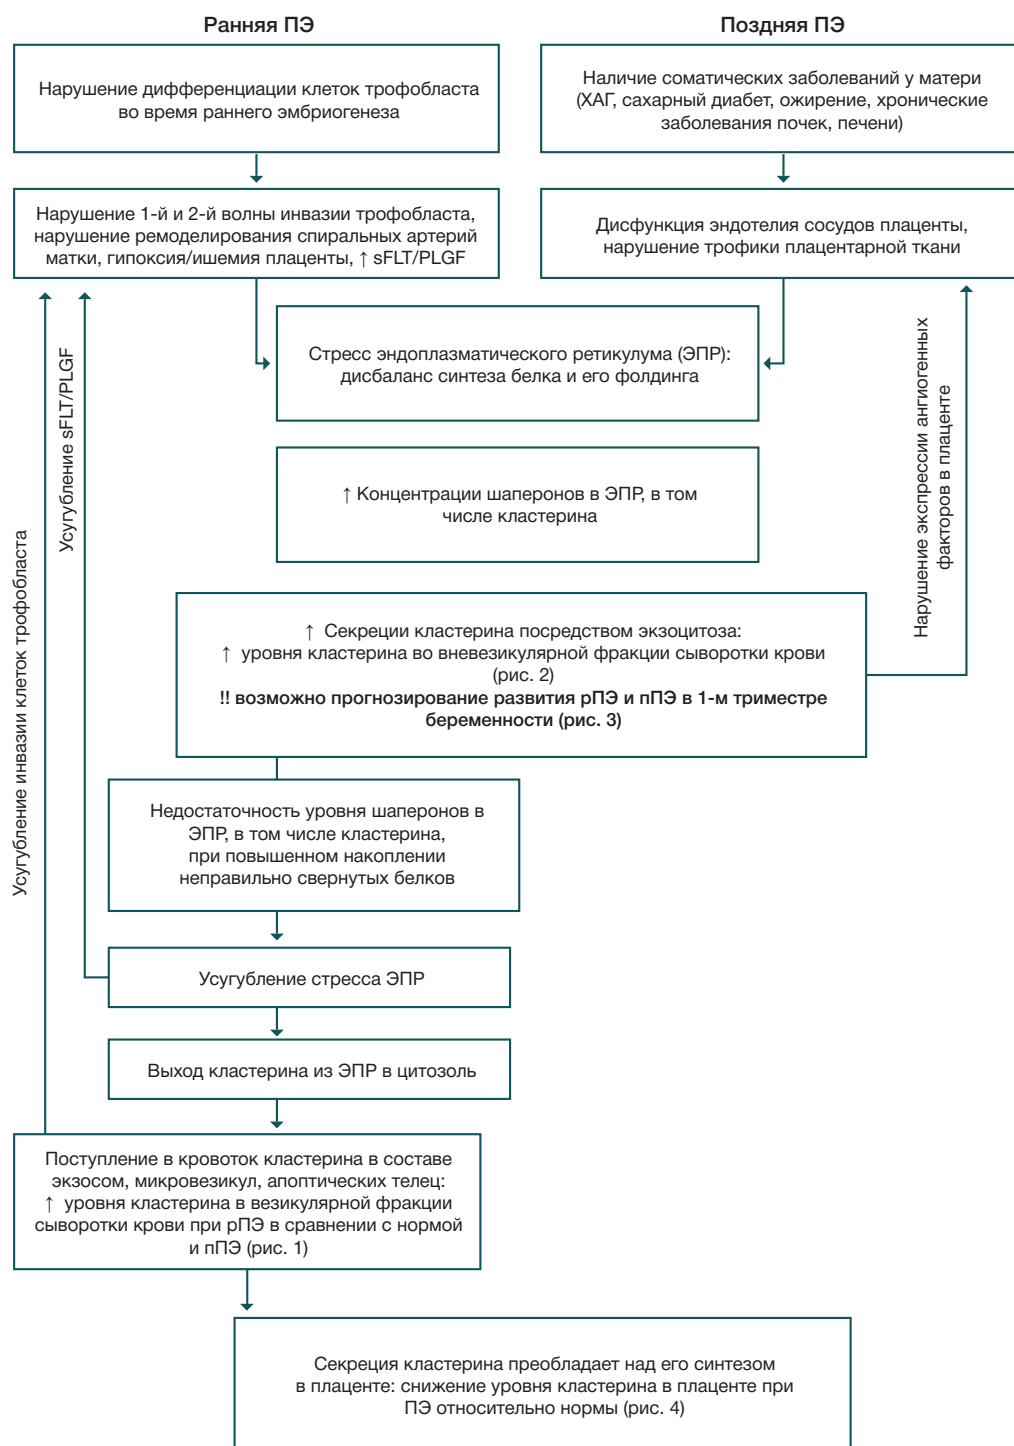 Ранняя ПЭ
Поздняя ПЭ
Нарушение дифференциации клеток трофобласта
во время раннего эмбриогенеза
Наличие соматических заболеваний у матери
(ХАГ, сахарный диабет, ожирение, хронические
заболевания почек, печени)
Нарушение 1-й и 2-й волны инвазии трофобласта,
нарушение ремоделирования спиральных артерий
матки, гипоксия/ишемия плаценты, ↑ sFLT/PLGF
Дисфункция эндотелия сосудов плаценты,
нарушение трофики плацентарной ткани
Стресс эндоплазматического ретикулума (ЭПР):
дисбаланс синтеза белка и его фолдинга
Усугубление sFLT/PLGF
Нарушение экспрессии ангиогенных
факторов в плаценте
↑ Концентрации шаперонов в ЭПР, в том
числе кластерина
Усугубление инвазии клеток трофобласта
↑ Секреции кластерина посредством экзоцитоза:
↑ уровня кластерина во вневезикулярной фракции сыворотки крови
(рис. 2)
!! возможно прогнозирование развития рПЭ и пПЭ в 1-м триместре
беременности (рис. 3)
Недостаточность уровня шаперонов в
ЭПР, в том числе кластерина,
при повышенном накоплении
неправильно свернутых белков
Усугубление стресса ЭПР
Выход кластерина из ЭПР в цитозоль
Поступление в кровоток кластерина в составе
экзосом, микровезикул, апоптических телец:
↑ уровня кластерина в везикулярной фракции
сыворотки крови при рПЭ в сравнении с нормой
и пПЭ (рис. 1)
Секреция кластерина преобладает над его синтезом
в плаценте: снижение уровня кластерина в плаценте при
ПЭ относительно нормы (рис. 4)